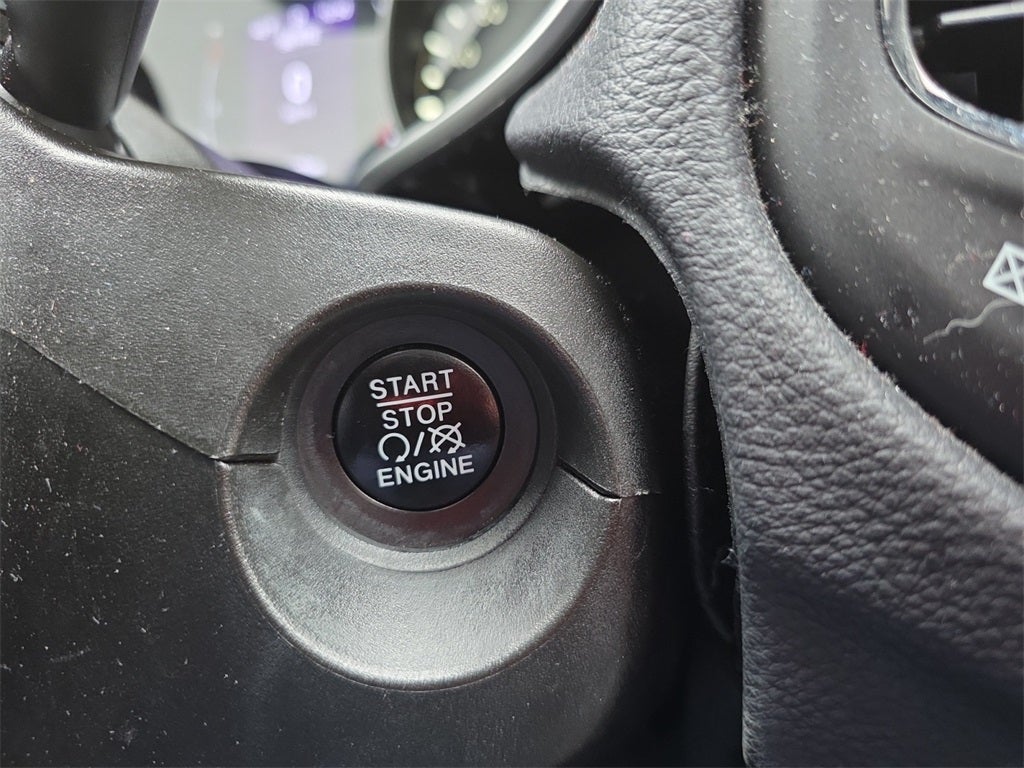 START
STOP
/
ENGINE